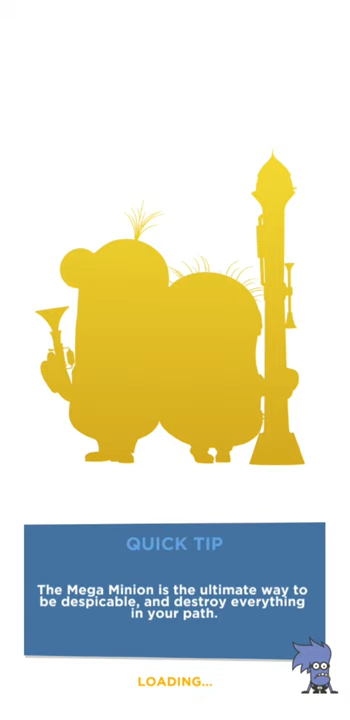 QUICK TIP
The Mega Minion is the ultimate way to
be despicable, and destroy everything
in your path.
LOADING...